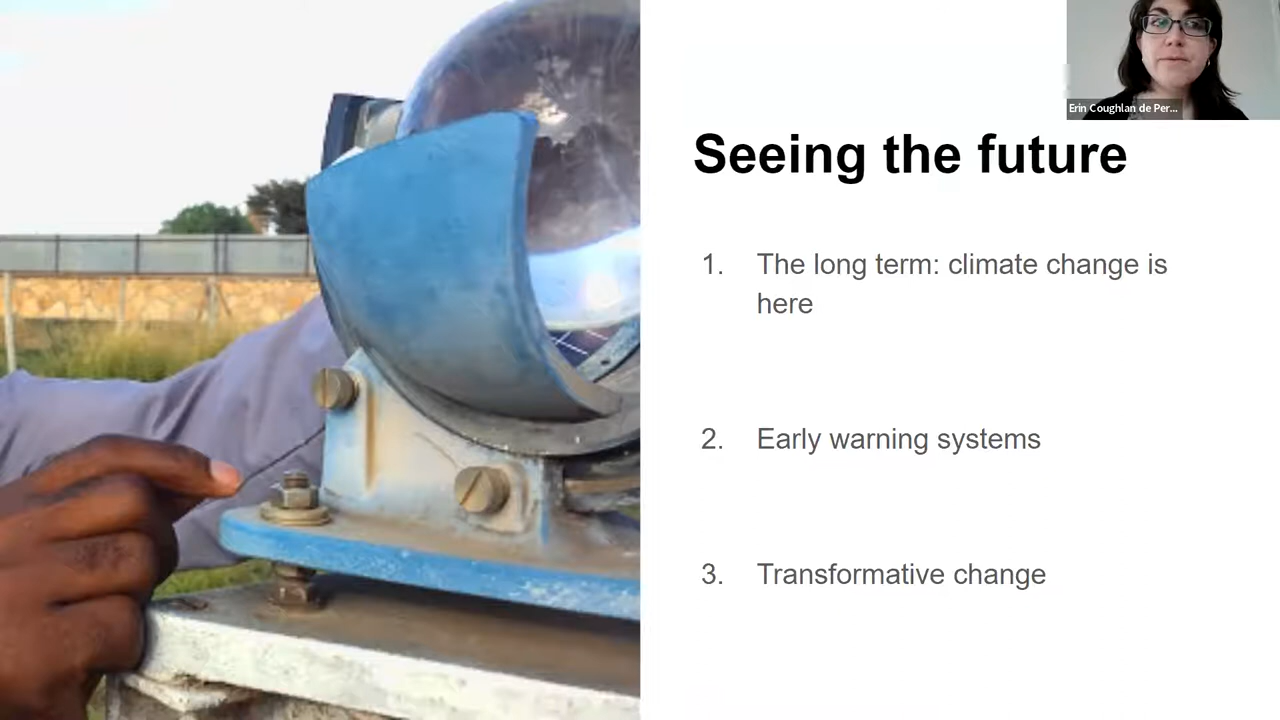 Erin Coughlan de Per...
Seeing the future
1. The long term: climate change is
here
2. Early warning systems
3. Transformative change